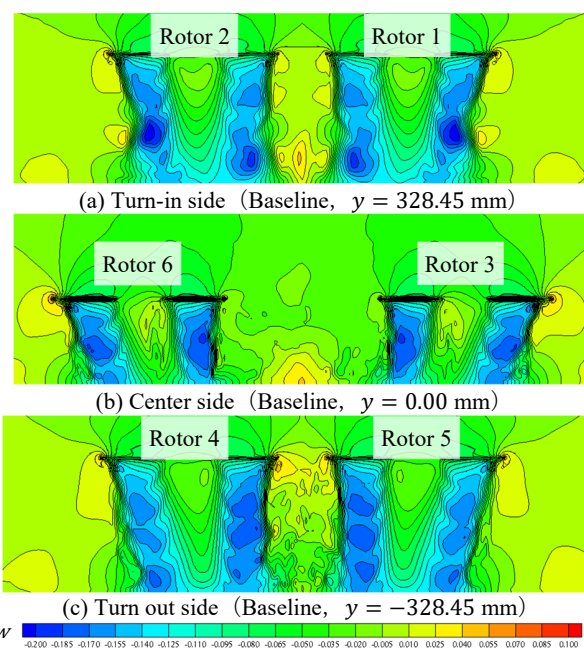 Rotor 2 Rotor 1
(a) Turn-in side (Baseline, y = 328.45 mm)
Rotor 6 Rotor 3
(b) Center side (Baseline, y = 0.00 mm)
Rotor 4 Rotor 5
(c) Turn out side (Baseline, y = −328.45 mm)
w
-0.200 -0.185 -0.170 -0.155 -0.140 -0.125 -0.110 -0.095 -0.080 -0.065 -0.050 -0.035 -0.020 -0.005 0.010 0.025 0.040 0.055 0.070 0.085 0.100